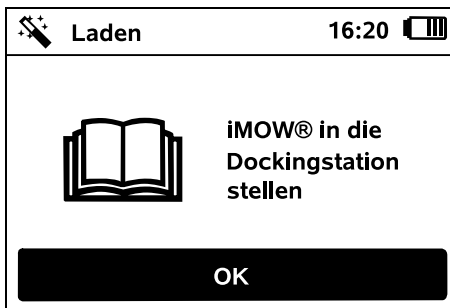 Laden 16:20
iMOW® in die
Dockingstation
stellen
OK